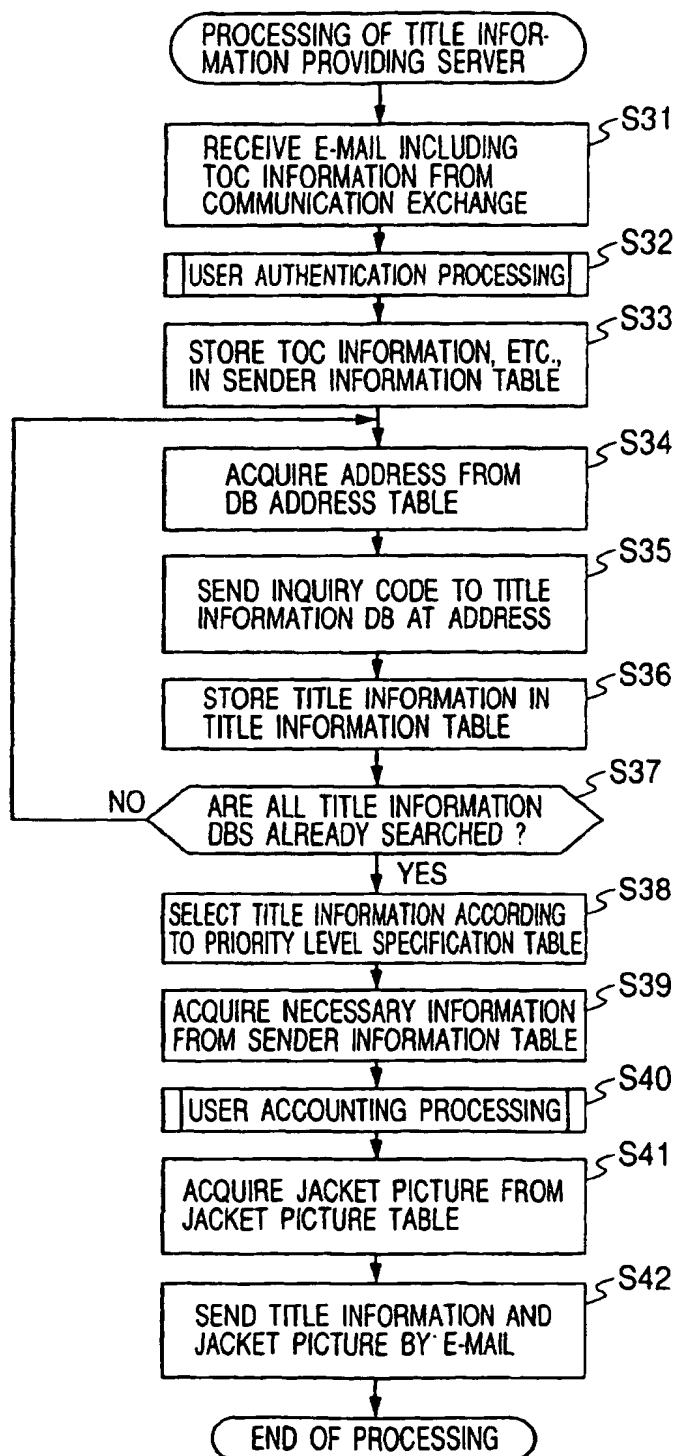 PROCESSING OF TITLE INFOR-
MATION PROVIDING SERVER
S31
RECEIVE E-MAIL INCLUDING
TOC INFORMATION FROM
COMMUNICATION EXCHANGE
S32
USER AUTHENTICATION PROCESSING
S33
STORE TOC INFORMATION, ETC.,
IN SENDER INFORMATION TABLE
S34
ACQUIRE ADDRESS FROM
DB ADDRESS TABLE
S35
SEND INQUIRY CODE TO TITLE
INFORMATION DB AT ADDRESS
S36
STORE TITLE INFORMATION IN
TITLE INFORMATION TABLE
S37
NO
ARE ALL TITLE INFORMATION
DBS ALREADY SEARCHED ?
YES
S38
SELECT TITLE INFORMATION ACCORDING
TO PRIORITY LEVEL SPECIFICATION TABLE
S39
ACQUIRE NECESSARY INFORMATION
FROM SENDER INFORMATION TABLE
S40
USER ACCOUNTING PROCESSING
S41
ACQUIRE JACKET PICTURE FROM
JACKET PICTURE TABLE
S42
SEND TITLE INFORMATION AND
JACKET PICTURE BY E-MAIL
END OF PROCESSING